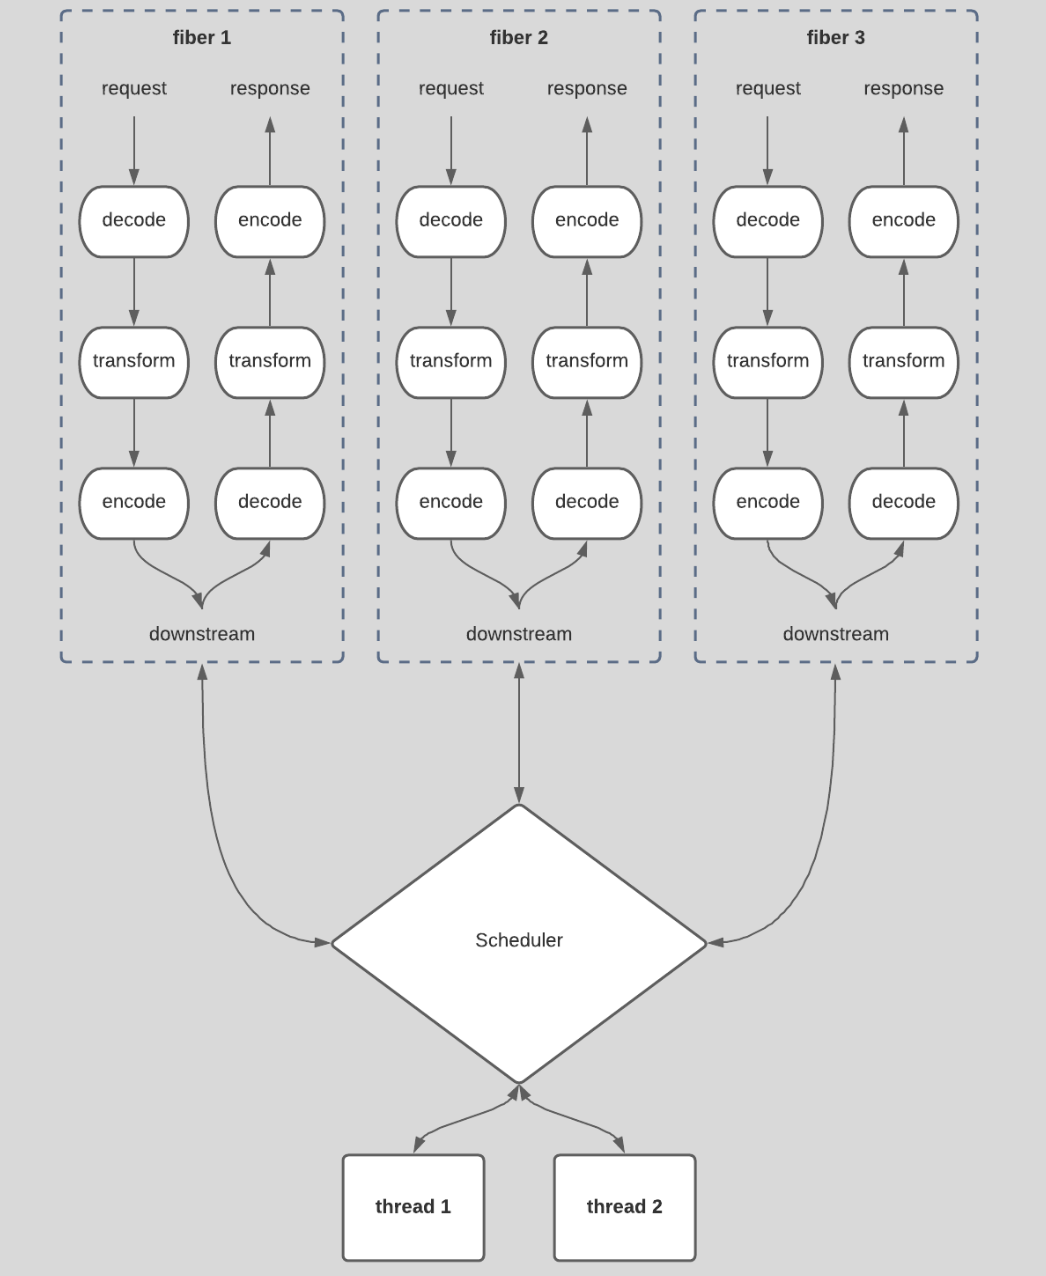 fiber 1
request
response
decode
encode
transform
transform
encode
decode
downstream
fiber 2
request
response
decode
encode
transform
transform
encode
decode
downstream
fiber 3
request
response
decode
encode
transform
transform
encode
decode
downstream
Scheduler
thread 1
thread 2